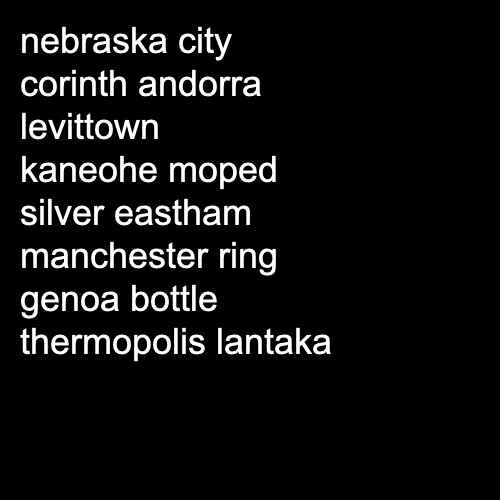 nebraska city
corinth andorra
levittown
kaneohe moped
silver eastham
manchester ring
genoa bottle
thermopolis lantaka